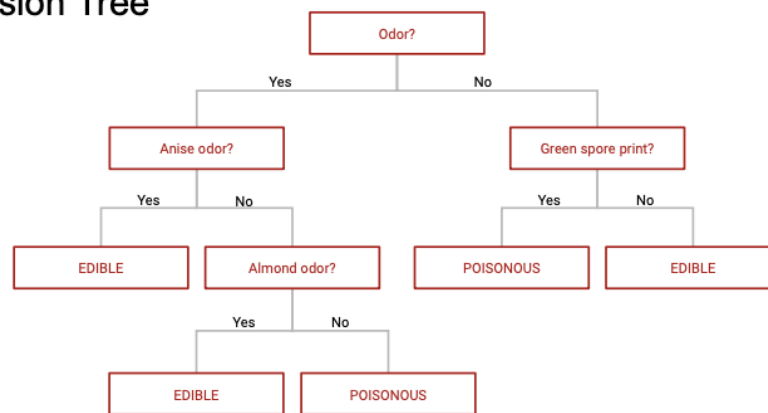 sion Tree
Odor?
Yes
No
Anise odor?
Green spore print?
Yes
No
Yes
No
EDIBLE
Almond odor?
POISONOUS
EDIBLE
Yes
No
EDIBLE
POISONOUS